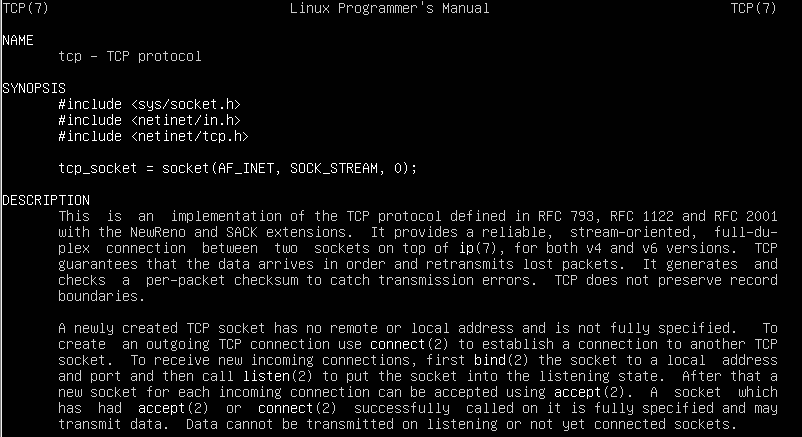 TCP(7) Linux Programmer's Manual TCP(7)
NAME
tcp - TCP protocol
SYNOPSIS
#include <sys/socket.h>
#include <netinet/in.h>
#include <netinet/tcp.h>
tcp_socket = socket(AF_INET, SOCK_STREAM, 0);
DESCRIPTION
This is an implementation of the TCP protocol defined in RFC 793, RFC 1122 and RFC 2001
with the NewReno and SACK extensions. It provides a reliable, stream-oriented, full-du-
plex connection between two sockets on top of ip(7), for both v4 and v6 versions. TCP
guarantees that the data arrives in order and retransmits lost packets. It generates and
checks a per-packet checksum to catch transmission errors. TCP does not preserve record
boundaries.
A newly created TCP socket has no remote or local address and is not fully specified. To
create an outgoing TCP connection use connect(2) to establish a connection to another TCP
socket. To receive new incoming connections, first bind(2) the socket to a local address
and port and then call listen(2) to put the socket into the listening state. After that a
new socket for each incoming connection can be accepted using accept(2). A socket which
has had accept(2) or connect(2) successfully called on it is fully specified and may
transmit data. Data cannot be transmitted on listening or not yet connected sockets.